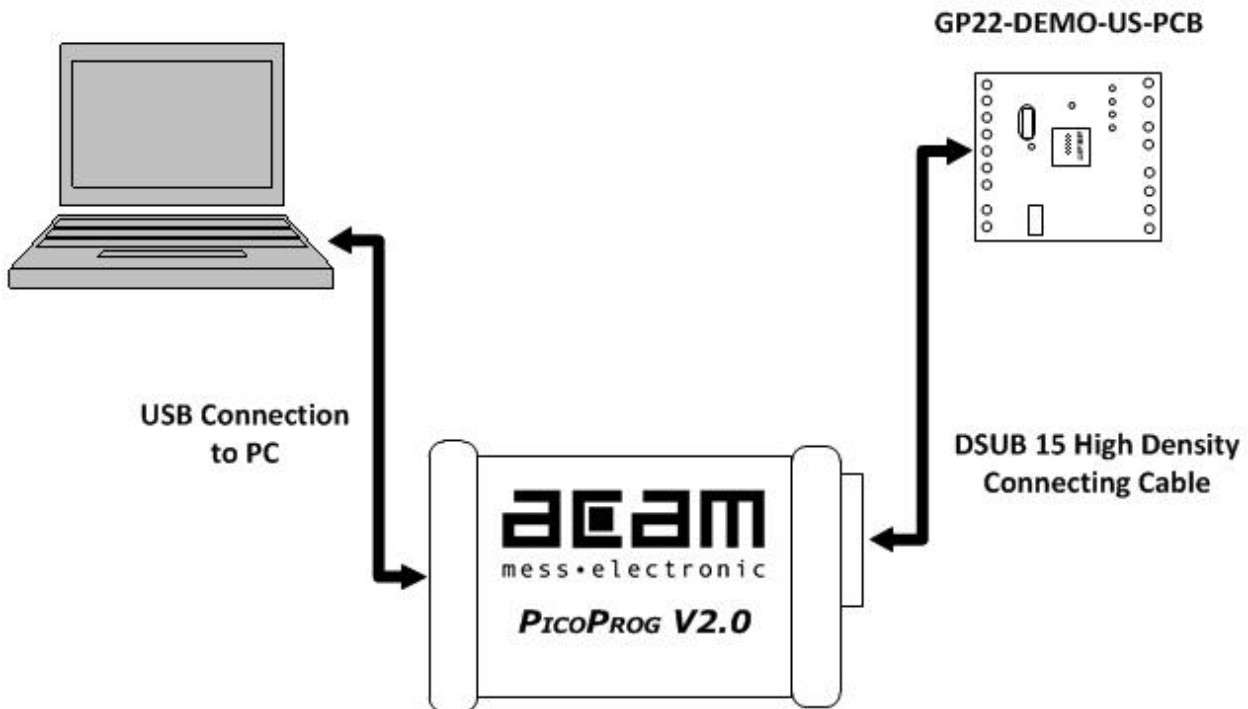 GP22-DEMO-US-PCB
USB Connection
to PC
DSUB 15 High Density
Connecting Cable
acam
mess•electronic
PICOPROG V2.0